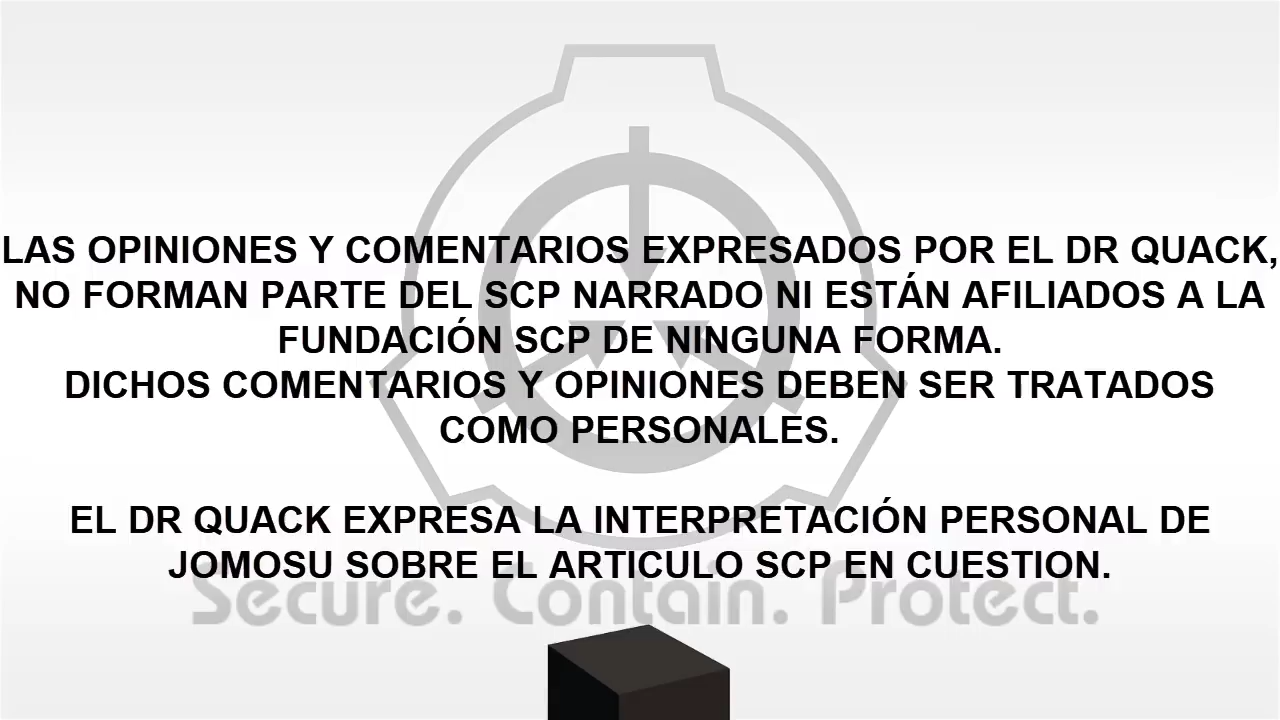 LAS OPINIONES Y COMENTARIOS EXPRESADOS POR EL DR QUACK,
NO FORMAN PARTE DEL SCP NARRADO NI ESTÁN AFILIADOS A LA
FUNDACIÓN SCP DE NINGUNA FORMA.
DICHOS COMENTARIOS Y OPINIONES DEBEN SER TRATADOS
COMO PERSONALES.
EL DR QUACK EXPRESA LA INTERPRETACIÓN PERSONAL DE
JOMOSU SOBRE EL ARTICULO SCP EN CUESTION.
Secure. Contain. Protect.